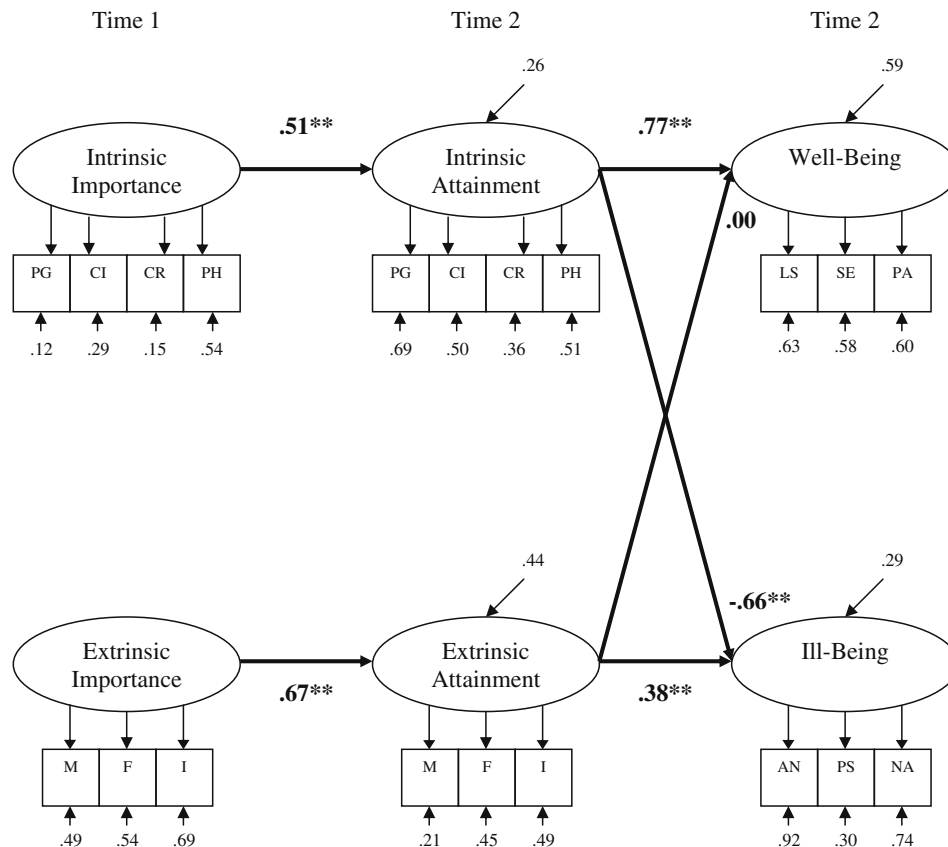 Time 1 Time 2 Time 2
.26 .59
.51** .77**
Intrinsic
Importance
Intrinsic
Attainment
Well-Being
.00
PG CI CR PH
PG CI CR PH
LS SE PA
.12 .29 .15 .54
.69 .50 .36 .51
.63 .58 .60
.44 .29
-.66**
Extrinsic
Importance
Extrinsic
Attainment
Ill-Being
.67** .38**
M F I
M F I
AN PS NA
.49 .54 .69
.21 .45 .49
.92 .30 .74